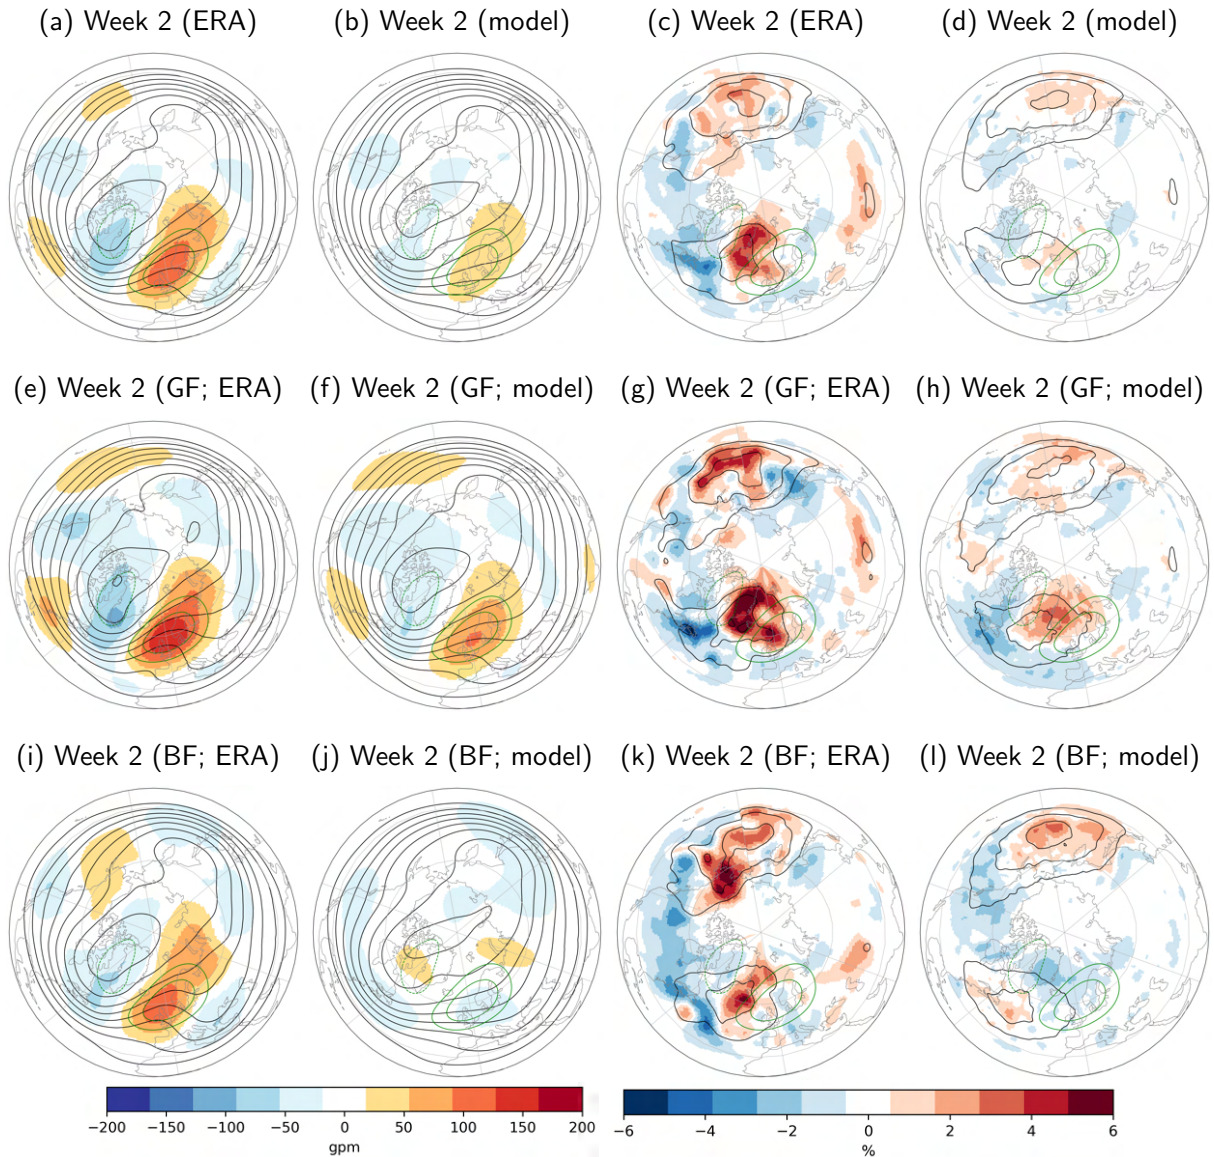 (a) Week 2 (ERA) (b) Week 2 (model) (c) Week 2 (ERA) (d) Week 2 (model)
(e) Week 2 (GF; ERA) (f) Week 2 (GF; model) (g) Week 2 (GF; ERA) (h) Week 2 (GF; model)
(i) Week 2 (BF; ERA) (j) Week 2 (BF; model) (k) Week 2 (BF; ERA) (l) Week 2 (BF; model)
−200 −150 −100 −50 0 50 100 150 200 −6 −4 −2 0 2 4 6
gpm %